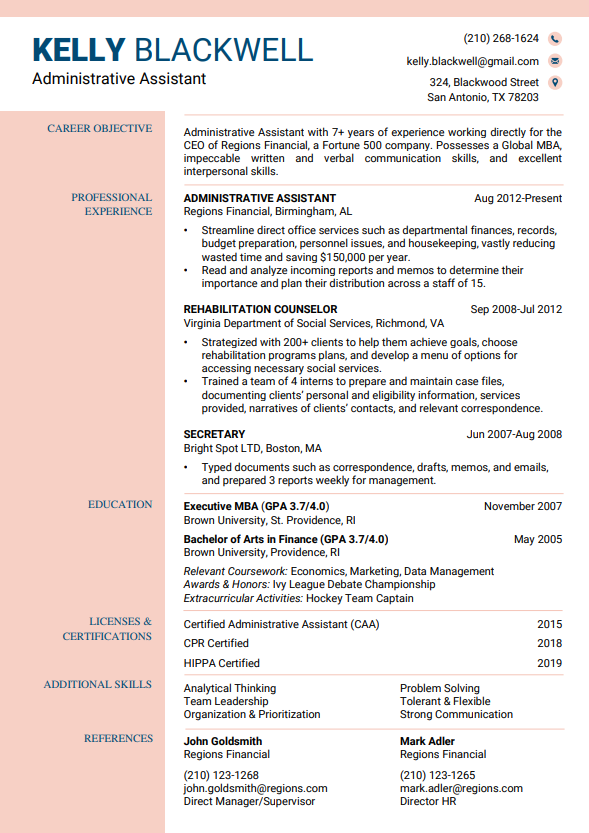 KELLY BLACKWELL
Administrative Assistant
(210) 268-1624
kelly.blackwell@gmail.com
324, Blackwood Street
San Antonio, TX 78203
CAREER OBJECTIVE
Administrative Assistant with 7+ years of experience working directly for the
CEO of Regions Financial, a Fortune 500 company. Possesses a Global MBA,
impeccable written and verbal communication skills, and excellent
interpersonal skills.
PROFESSIONAL
EXPERIENCE
ADMINISTRATIVE ASSISTANT Aug 2012-Present
Regions Financial, Birmingham, AL
• Streamline direct office services such as departmental finances, records,
budget preparation, personnel issues, and housekeeping, vastly reducing
wasted time and saving $150,000 per year.
• Read and analyze incoming reports and memos to determine their
importance and plan their distribution across a staff of 15.
REHABILITATION COUNSELOR Sep 2008-Jul 2012
Virginia Department of Social Services, Richmond, VA
• Strategized with 200+ clients to help them achieve goals, choose
rehabilitation programs plans, and develop a menu of options for
accessing necessary social services.
• Trained a team of 4 interns to prepare and maintain case files,
documenting clients’ personal and eligibility information, services
provided, narratives of clients’ contacts, and relevant correspondence.
SECRETARY Jun 2007-Aug 2008
Bright Spot LTD, Boston, MA
• Typed documents such as correspondence, drafts, memos, and emails,
and prepared 3 reports weekly for management.
EDUCATION
Executive MBA (GPA 3.7/4.0) November 2007
Brown University, St. Providence, RI
Bachelor of Arts in Finance (GPA 3.7/4.0) May 2005
Brown University, Providence, RI
Relevant Coursework: Economics, Marketing, Data Management
Awards & Honors: Ivy League Debate Championship
Extracurricular Activities: Hockey Team Captain
LICENSES &
CERTIFICATIONS
Certified Administrative Assistant (CAA) 2015
CPR Certified 2018
HIPPA Certified 2019
ADDITIONAL SKILLS
Analytical Thinking Problem Solving
Team Leadership Tolerant & Flexible
Organization & Prioritization Strong Communication
REFERENCES
John Goldsmith Mark Adler
Regions Financial Regions Financial
(210) 123-1268 (210) 123-1265
john.goldsmith@regions.com mark.adler@regions.com
Direct Manager/Supervisor Director HR